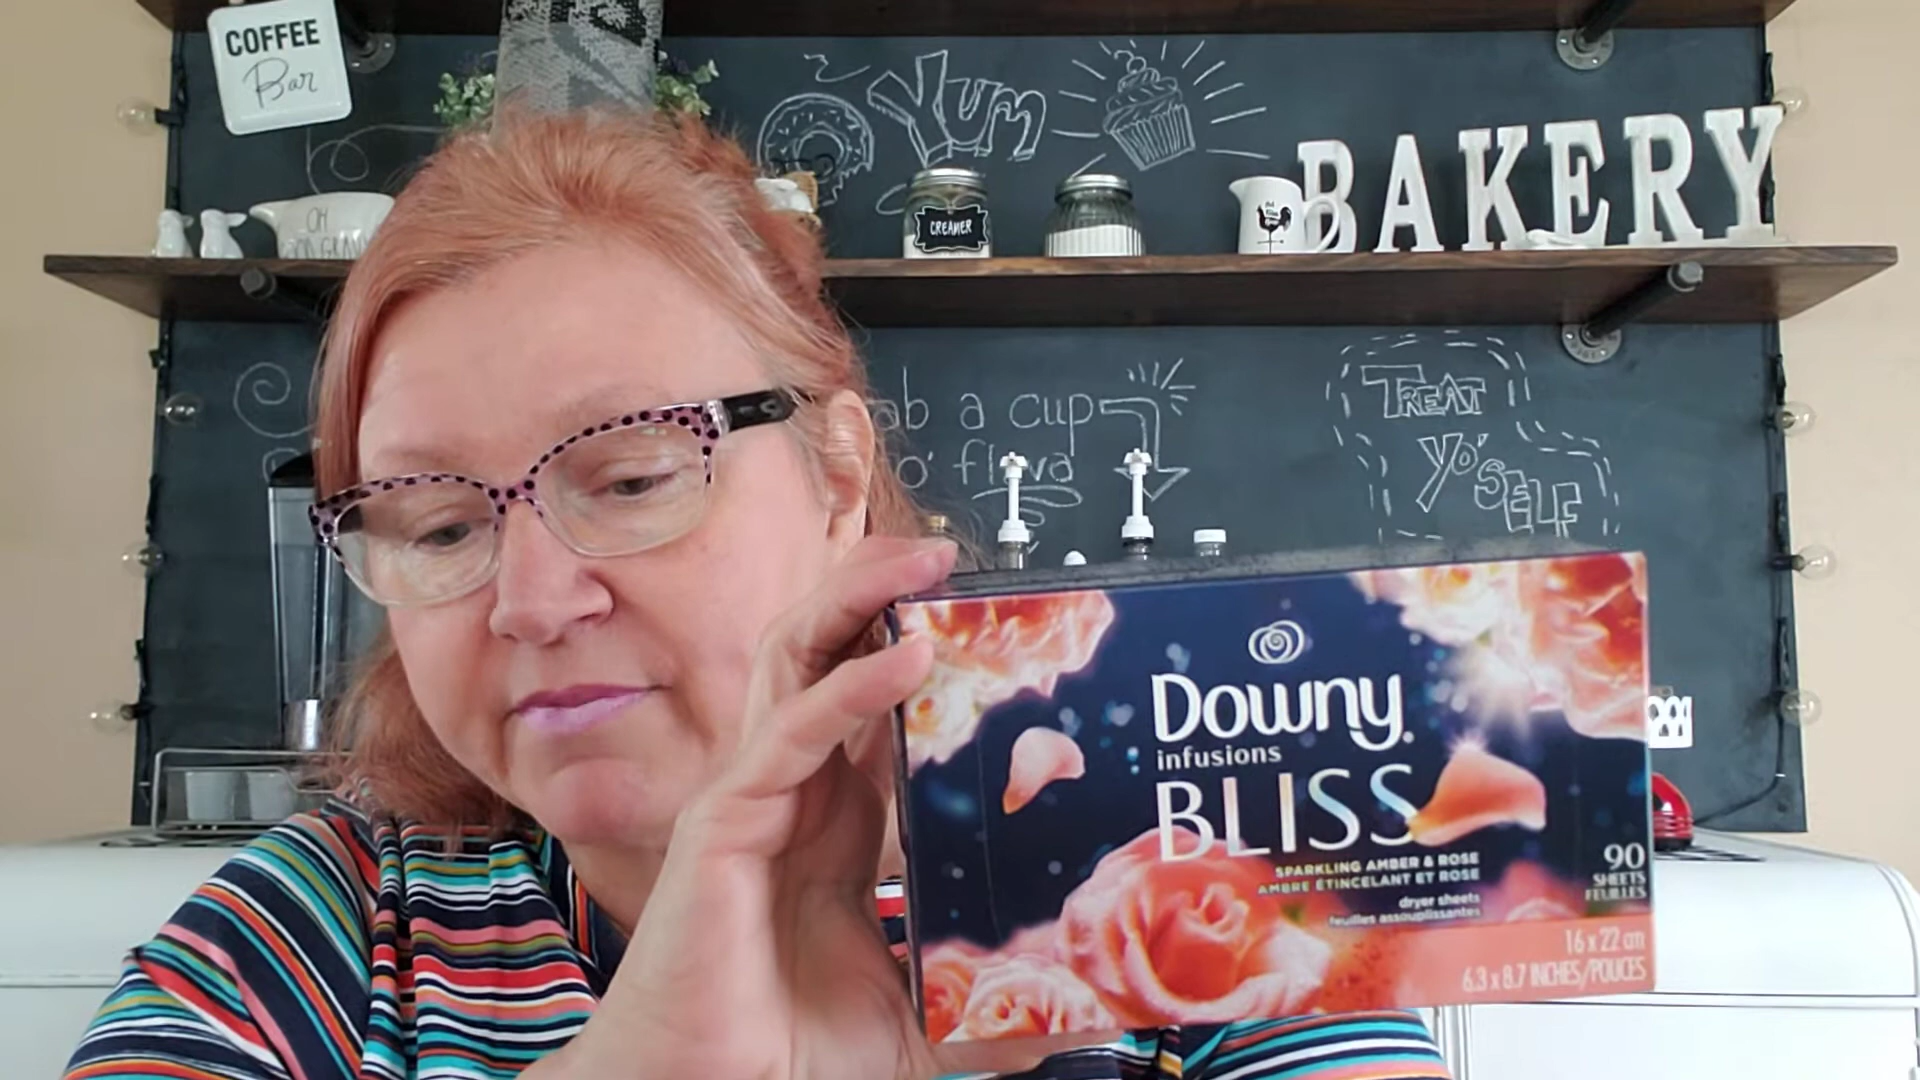 COFFEE
Bar
Yum
BAKERY
CREAMER
OH
a cup
o' flava
TREAT
YO'
SELF
Downy
infusions
BLISS
SPARKLING AMBER & ROSE
AMBRE ÉTINCELANT ET ROSE
dryer sheets
feuilles assouplissantes
90
SHEETS
FEUILLES
16 x 22 cm
6.3 x 8.7 INCHES/POUCES